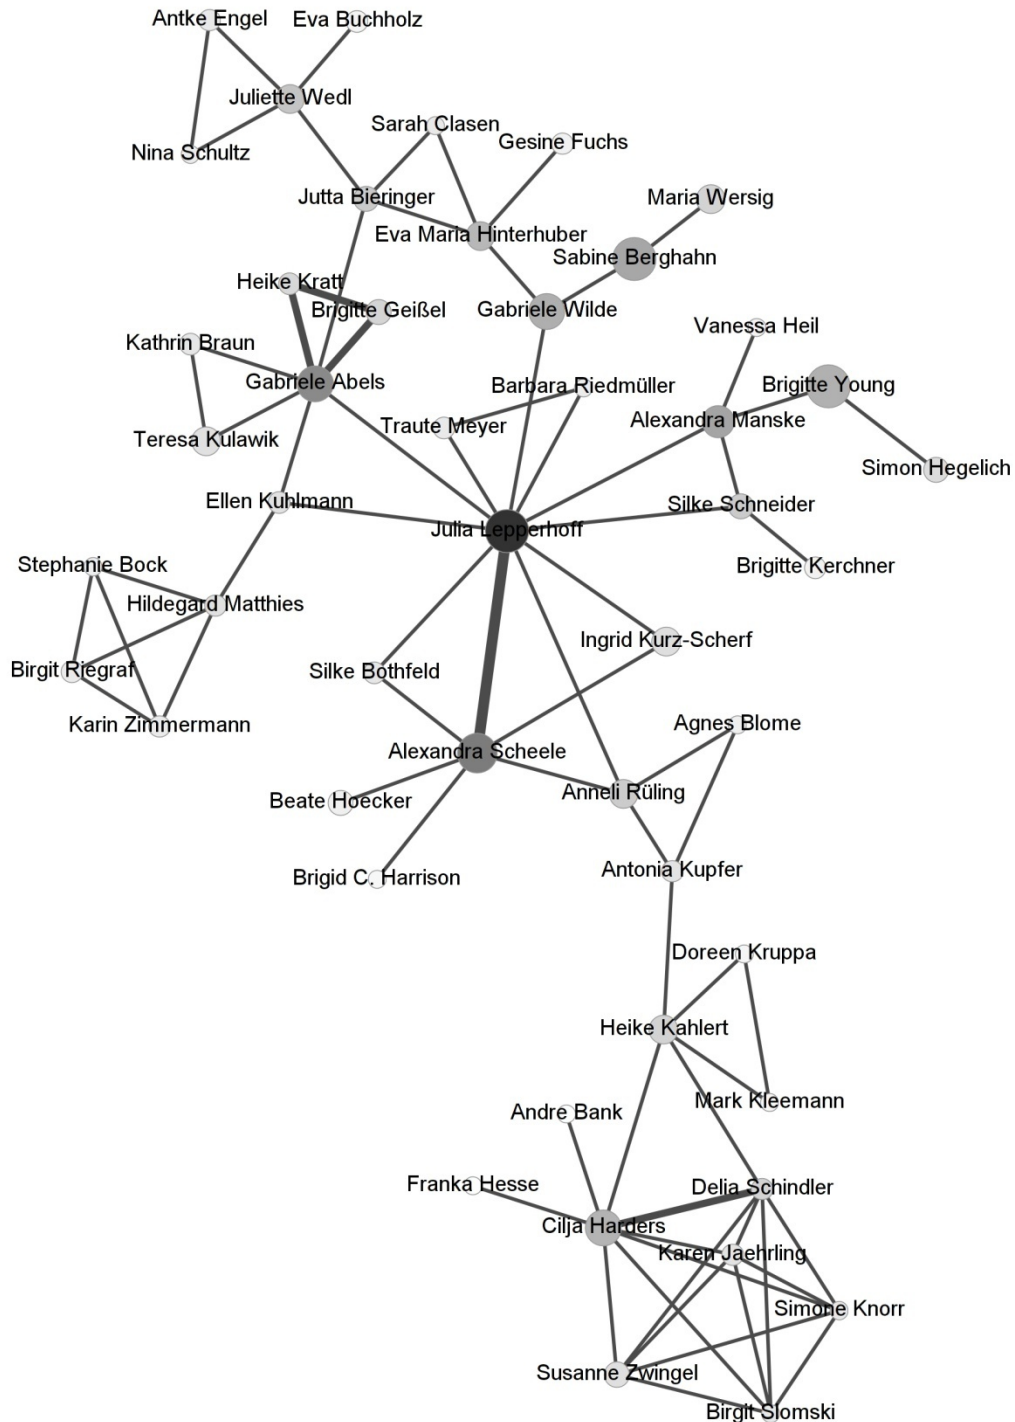 Antke Engel
Eva Buchholz
Juliette Wedl
Sarah Clasen
Gesine Fuchs
Nina Schultz
Jutta Bieringer
Maria Wersig
Eva Maria Hinterhuber
Sabine Berghahn
Heike Kratt
Brigitte Geißel
Gabriele Wilde
Vanessa Heil
Kathrin Braun
Gabriele Abels
Barbara Riedmüller
Brigitte Young
Traute Meyer
Alexandra Manske
Teresa Kulawik
Simon Hegelich
Ellen Kuhlmann
Silke Schneider
Julia Lepperhoff
Stephanie Bock
Brigitte Kerchner
Hildegard Matthies
Ingrid Kurz-Scherf
Birgit Riegraf
Silke Bothfeld
Karin Zimmermann
Agnes Blome
Alexandra Scheele
Beate Hoecker
Anneli Rüling
Brigid C. Harrison
Antonia Kupfer
Doreen Kruppa
Heike Kahlert
Mark Kleemann
Andre Bank
Franka Hesse
Delia Schindler
Cilja Harders
Karen Jaehrling
Simone Knorr
Susanne Zwingel
Birgit Slomski